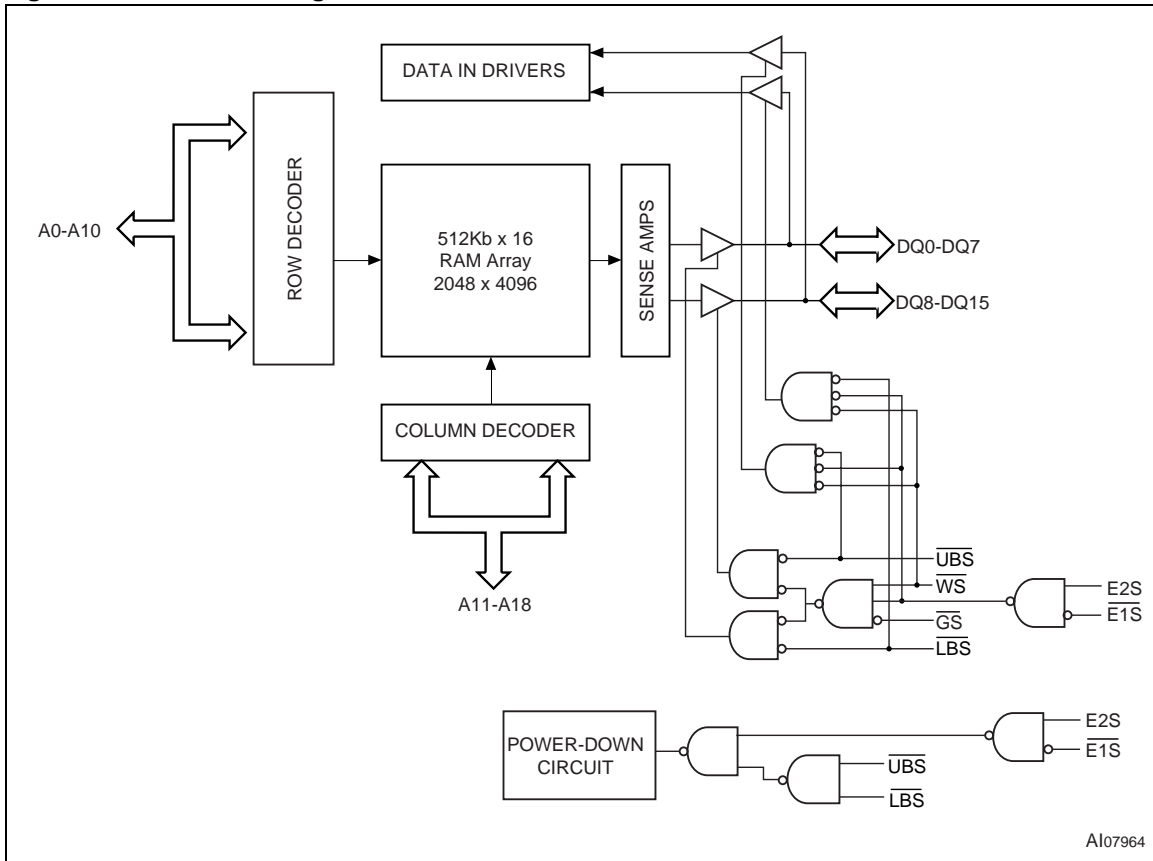 DATA IN DRIVERS
ROW DECODER
A0-A10
512Kb x 16
RAM Array
2048 x 4096
SENSE AMPS
DQ0-DQ7
DQ8-DQ15
COLUMN DECODER
A11-A18
UBS
WS
GS
LBS
E2S
E1S
POWER-DOWN
CIRCUIT
UBS
LBS
E2S
E1S
AI07964